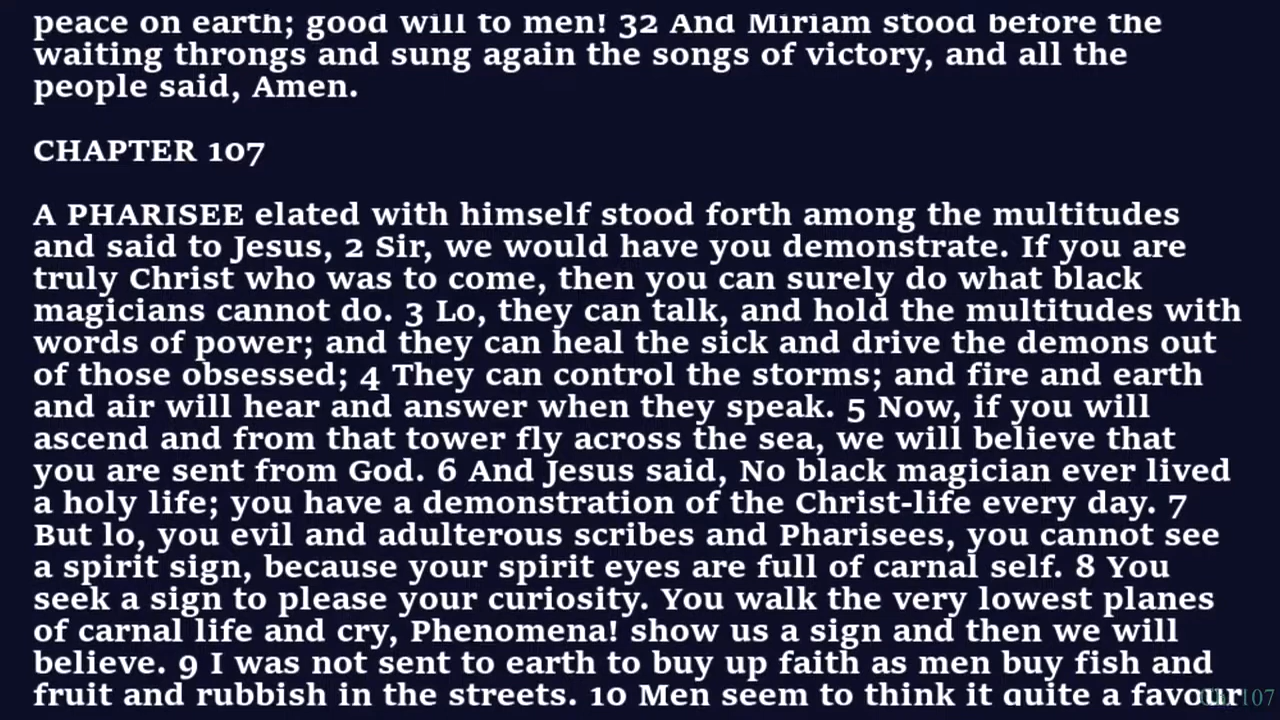 peace on earth; good will to men! 32 And Miriam stood before the
waiting throngs and sung again the songs of victory, and all the
people said, Amen.
CHAPTER 107
A PHARISEE elated with himself stood forth among the multitudes
and said to Jesus, 2 Sir, we would have you demonstrate. If you are
truly Christ who was to come, then you can surely do what black
magicians cannot do. 3 Lo, they can talk, and hold the multitudes with
words of power; and they can heal the sick and drive the demons out
of those obsessed; 4 They can control the storms; and fire and earth
and air will hear and answer when they speak. 5 Now, if you will
ascend and from that tower fly across the sea, we will believe that
you are sent from God. 6 And Jesus said, No black magician ever lived
a holy life; you have a demonstration of the Christ-life every day. 7
But lo, you evil and adulterous scribes and Pharisees, you cannot see
a spirit sign, because your spirit eyes are full of carnal self. 8 You
seek a sign to please your curiosity. You walk the very lowest planes
of carnal life and cry, Phenomena! show us a sign and then we will
believe. 9 I was not sent to earth to buy up faith as men buy fish and
fruit and rubbish in the streets. 10 Men seem to think it quite a favour
107